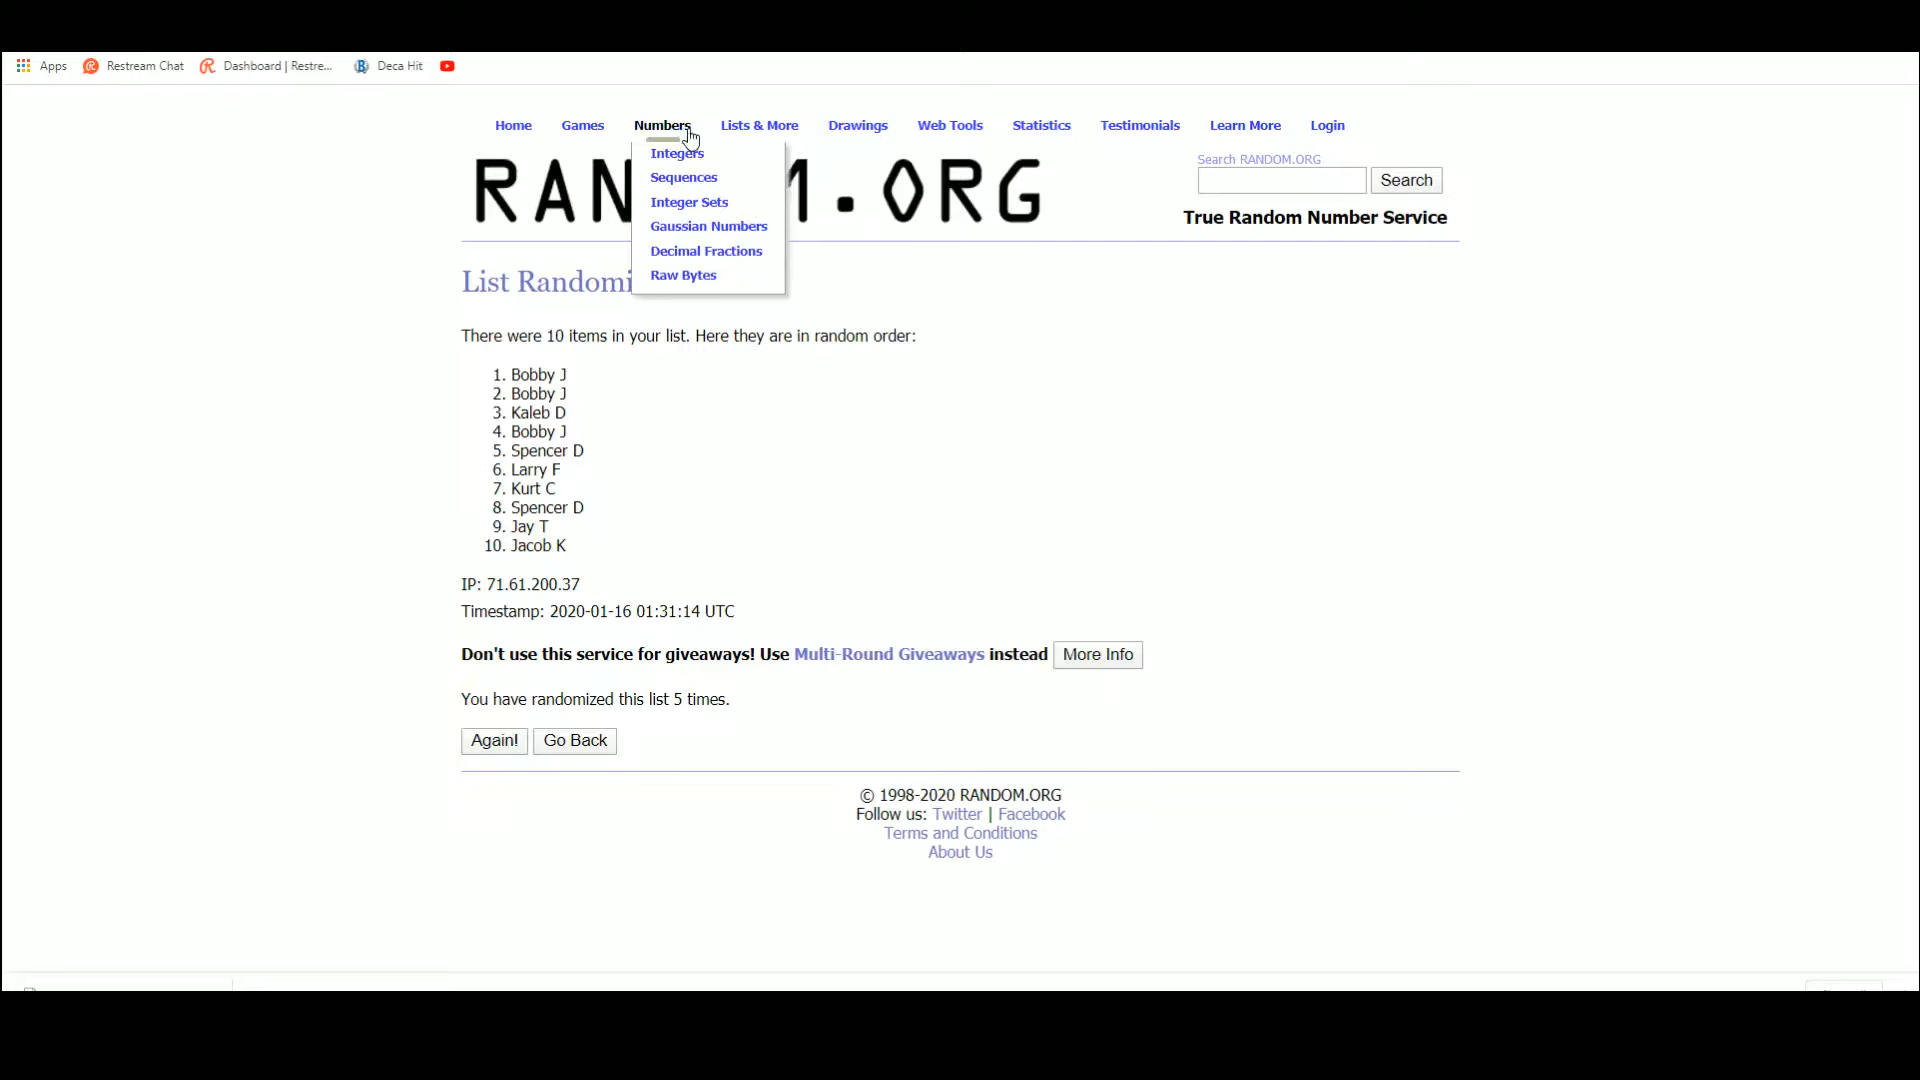 Apps Restream Chat Dashboard | Restre... Deca Hit
Home Games Numbers Lists & More Drawings Web Tools Statistics Testimonials Learn More Login
Integers
Sequences
Integer Sets
Gaussian Numbers
Decimal Fractions
Raw Bytes
RAN M.ORG
Search RANDOM.ORG
Search
True Random Number Service
List Randomi
There were 10 items in your list. Here they are in random order:
1. Bobby J
2. Bobby J
3. Kaleb D
4. Bobby J
5. Spencer D
6. Larry F
7. Kurt C
8. Spencer D
9. Jay T
10. Jacob K
IP: 71.61.200.37
Timestamp: 2020-01-16 01:31:14 UTC
Don't use this service for giveaways! Use Multi-Round Giveaways instead More Info
You have randomized this list 5 times.
Again! Go Back
© 1998-2020 RANDOM.ORG
Follow us: Twitter | Facebook
Terms and Conditions
About Us